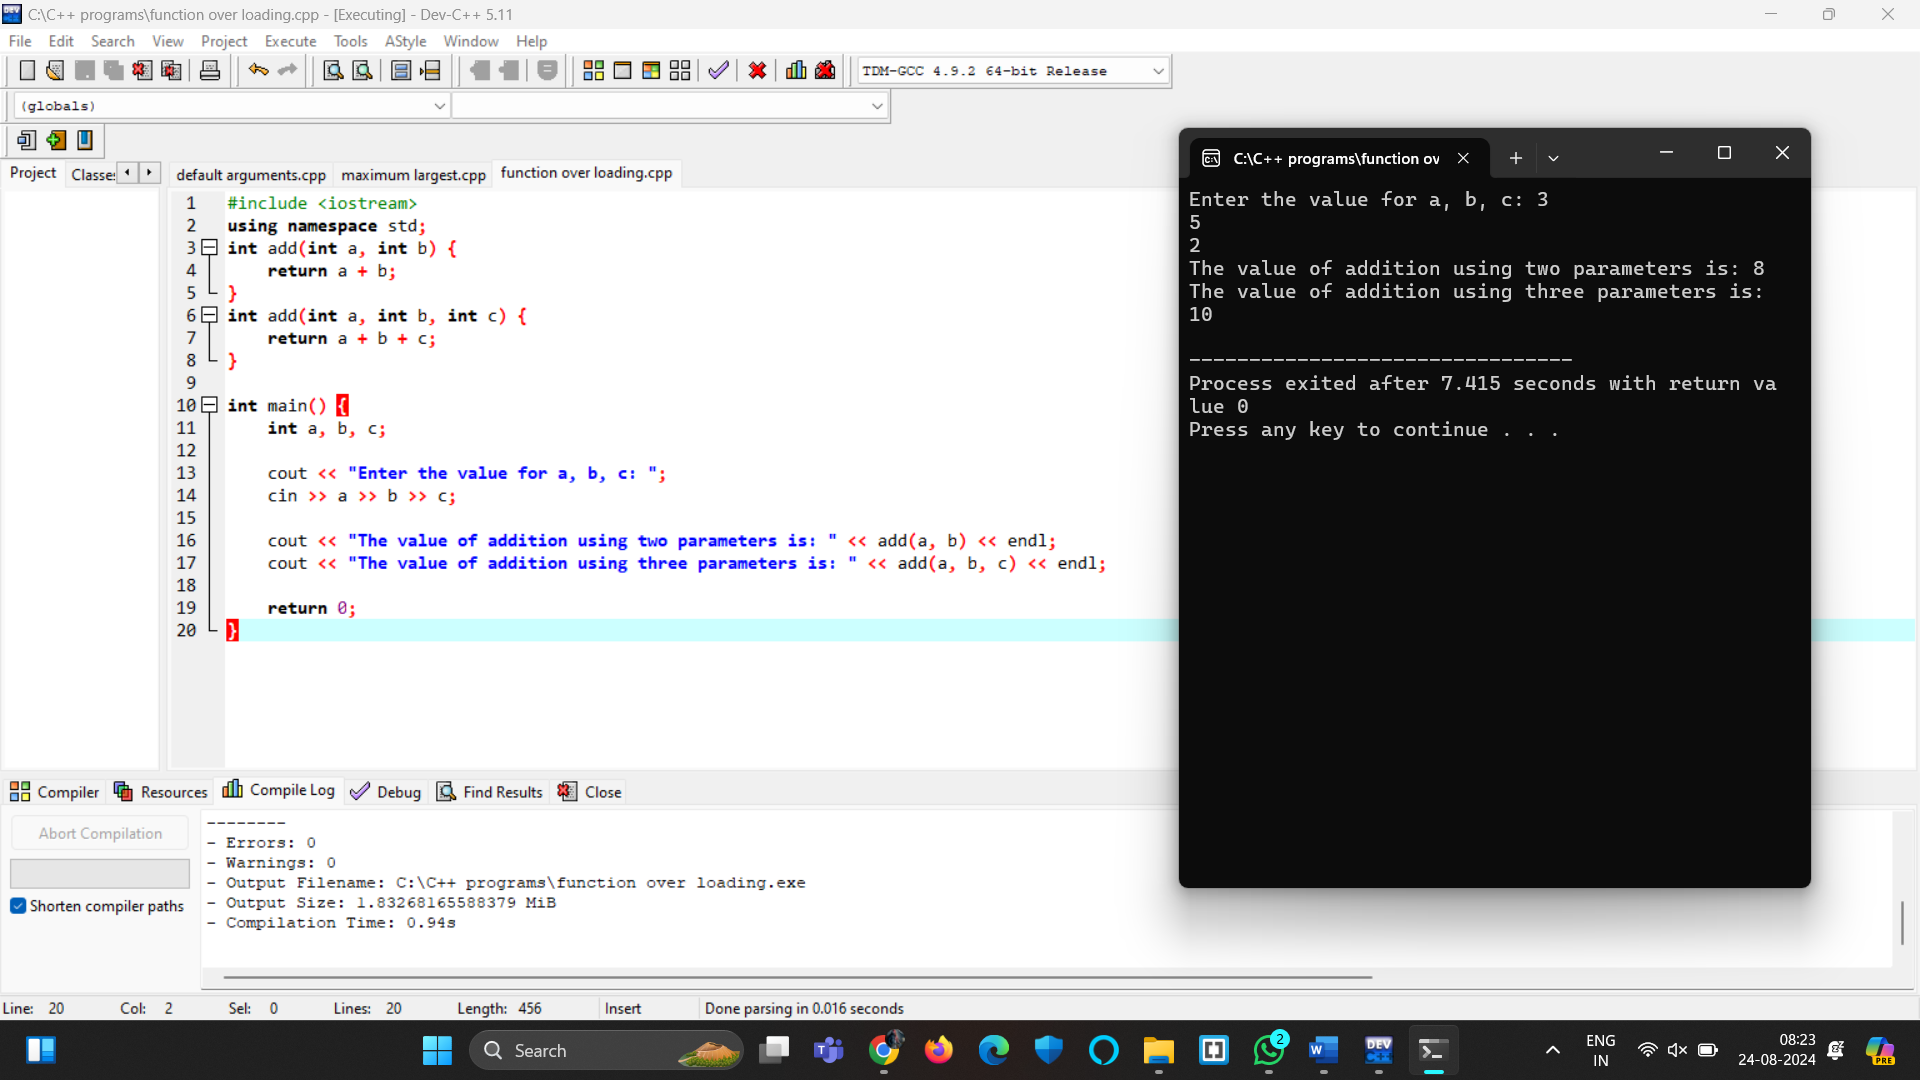 C:\C++ programs\function over loading.cpp - [Executing] - Dev-C++ 5.11
File Edit Search View Project Execute Tools AStyle Window Help
TDM-GCC 4.9.2 64-bit Release
(globals)
Project Classes
default arguments.cpp maximum largest.cpp function over loading.cpp
1 #include <iostream>
2 using namespace std;
3 int add(int a, int b) {
4 return a + b;
5 }
6 int add(int a, int b, int c) {
7 return a + b + c;
8 }
9
10 int main() {
11 int a, b, c;
12
13 cout << "Enter the value for a, b, c: ";
14 cin >> a >> b >> c;
15
16 cout << "The value of addition using two parameters is: " << add(a, b) << endl;
17 cout << "The value of addition using three parameters is: " << add(a, b, c) << endl;
18
19 return 0;
20 }
C:\C++ programs\function ov
Enter the value for a, b, c: 3
5
2
The value of addition using two parameters is: 8
The value of addition using three parameters is:
10
--------------------------------
Process exited after 7.415 seconds with return va
lue 0
Press any key to continue . . .
Compiler Resources Compile Log Debug Find Results Close
Abort Compilation
Shorten compiler paths
--------
- Errors: 0
- Warnings: 0
- Output Filename: C:\C++ programs\function over loading.exe
- Output Size: 1.83268165588379 MiB
- Compilation Time: 0.94s
Line: 20 Col: 2 Sel: 0 Lines: 20 Length: 456 Insert Done parsing in 0.016 seconds
Search
2
DEV
PRE
ENG
IN
08:23
24-08-2024